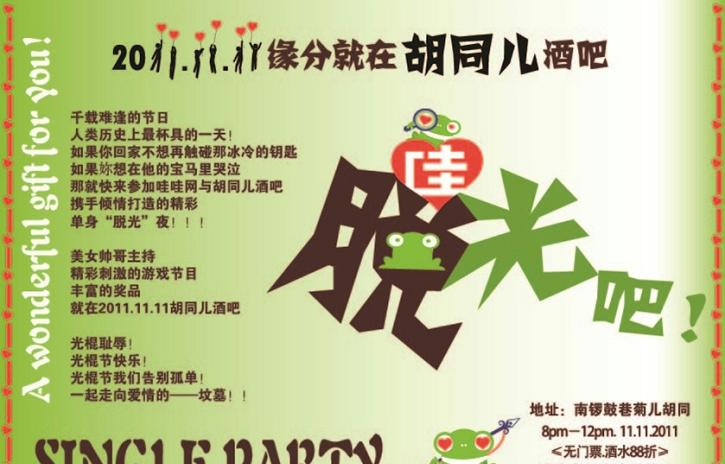 A wonderful gift for you!
2011.11.11缘分就在胡同儿酒吧
千载难逢的节日
人类历史上最杯具的一天!
如果你回家不想再触碰那冰冷的钥匙
如果妳想在他的宝马里哭泣
那就快来参加哇哇网与胡同儿酒吧
携手倾情打造的精彩
单身“脱光”夜!!!
美女帅哥主持
精彩刺激的游戏节目
丰富的奖品
就在2011.11.11胡同儿酒吧
光棍耻辱!
光棍节快乐!
光棍节我们告别孤单!
一起走向爱情的——坟墓!!
哇
脱光吧!
地址: 南锣鼓巷菊儿胡同
8pm—12pm. 11.11.2011
≤无门票.酒水88折≥
SINGLE PARTY